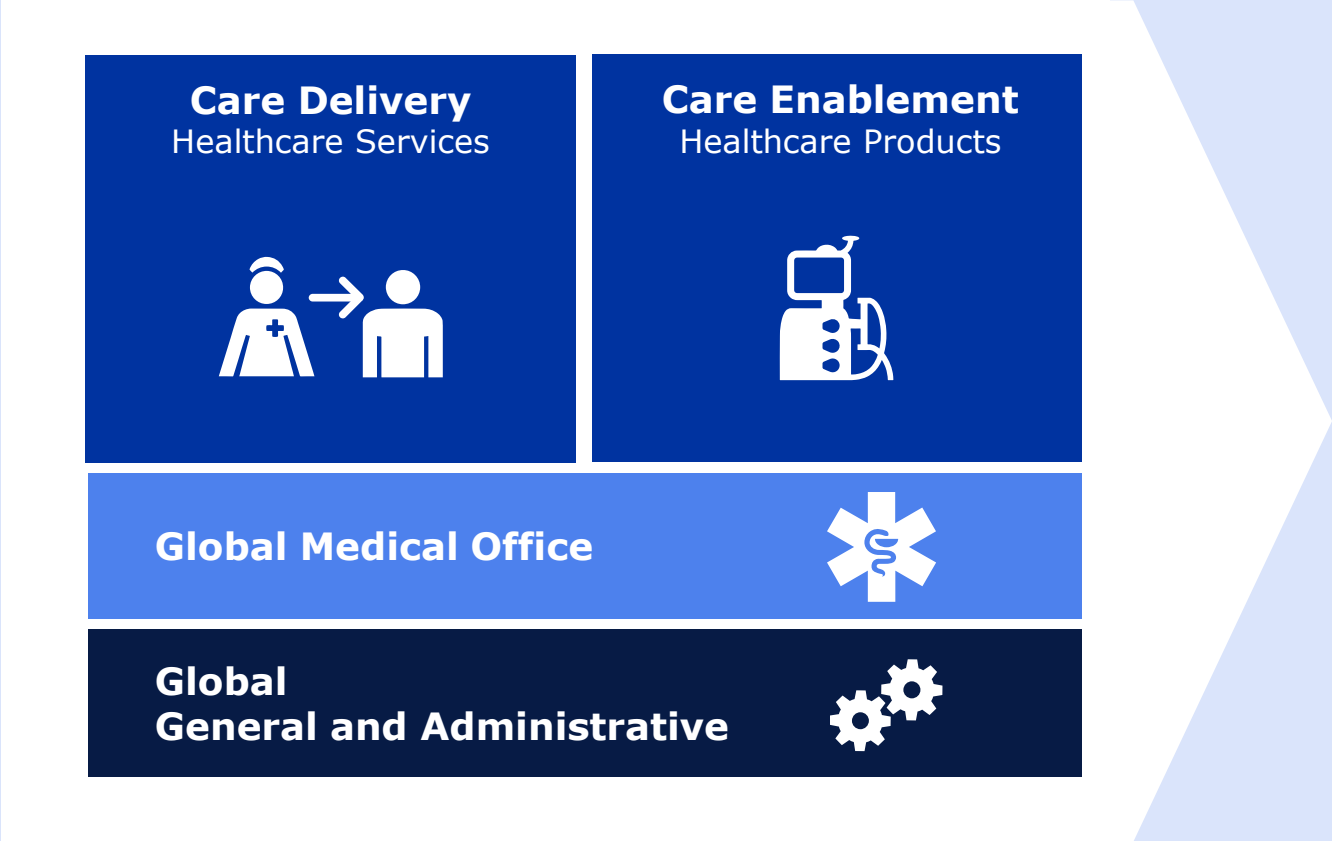 Care Delivery
Healthcare Services
Care Enablement
Healthcare Products
Global Medical Office
Global
General and Administrative